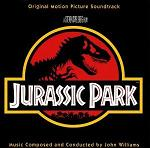 Original Motion Picture Soundtrack
JURASSIC PARK
Music Composed and Conducted by John Williams